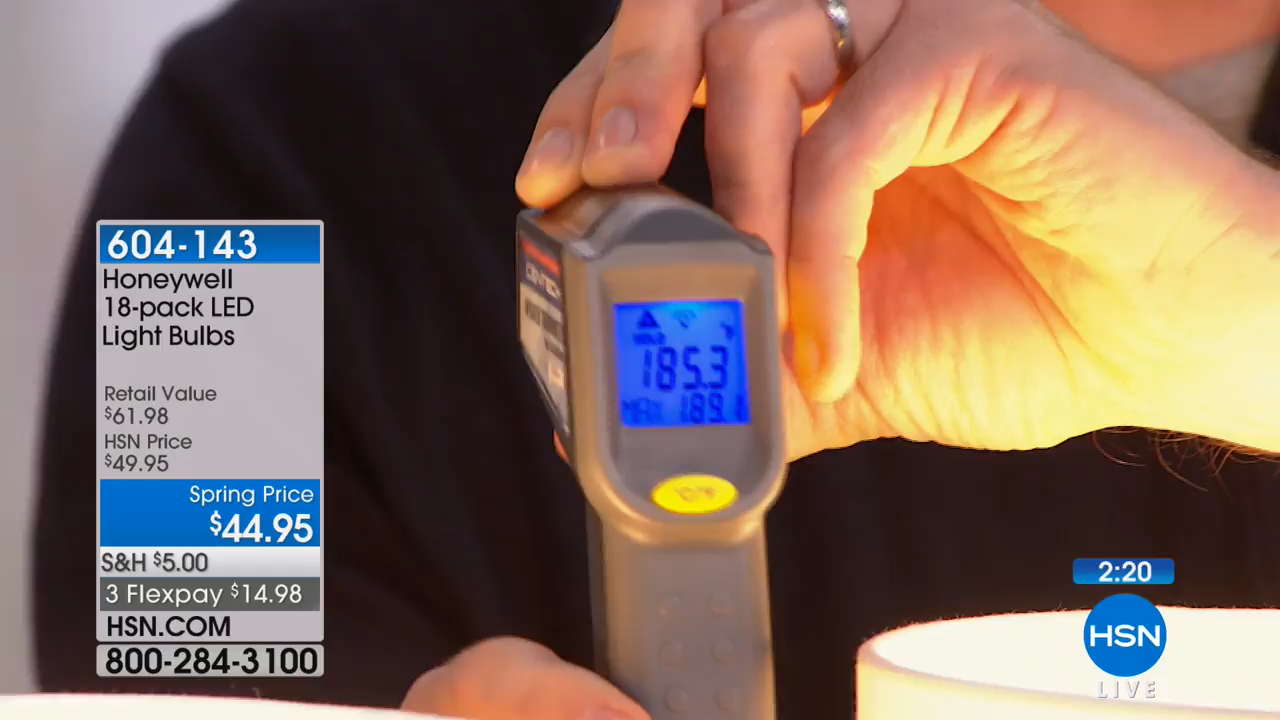 604-143
Honeywell
18-pack LED
Light Bulbs
Retail Value
$61.98
HSN Price
$49.95
Spring Price
$44.95
S&H $5.00
3 Flexpay $14.98
HSN.COM
800-284-3100
HOLD
185.3
MAX 189.1
2:20
HSN
LIVE